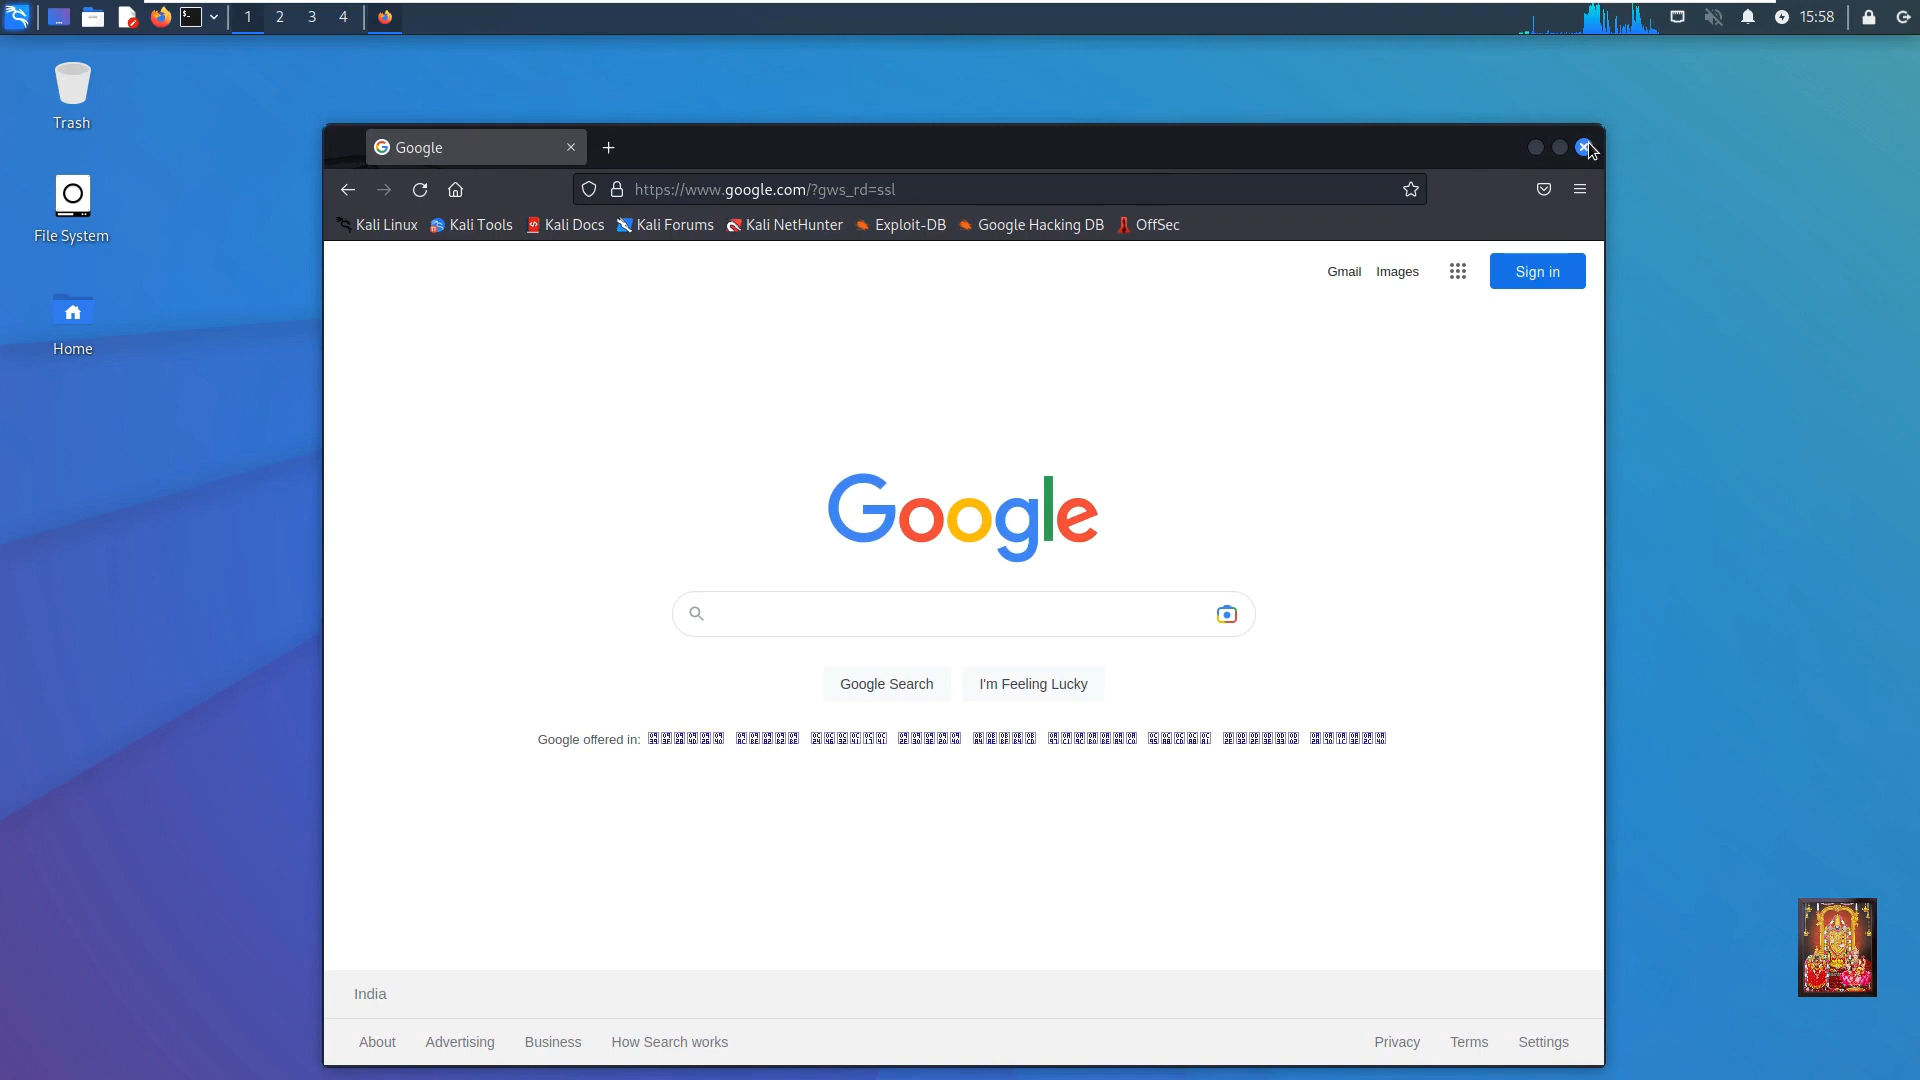 1 2 3 4 15:58
Trash
File System
Home
Google
https://www.google.com/?gws_rd=ssl
Kali Linux Kali Tools Kali Docs Kali Forums Kali NetHunter Exploit-DB Google Hacking DB OffSec
Gmail Images Sign in
Google
Google Search I'm Feeling Lucky
Google offered in:
India
About Advertising Business How Search works Privacy Terms Settings